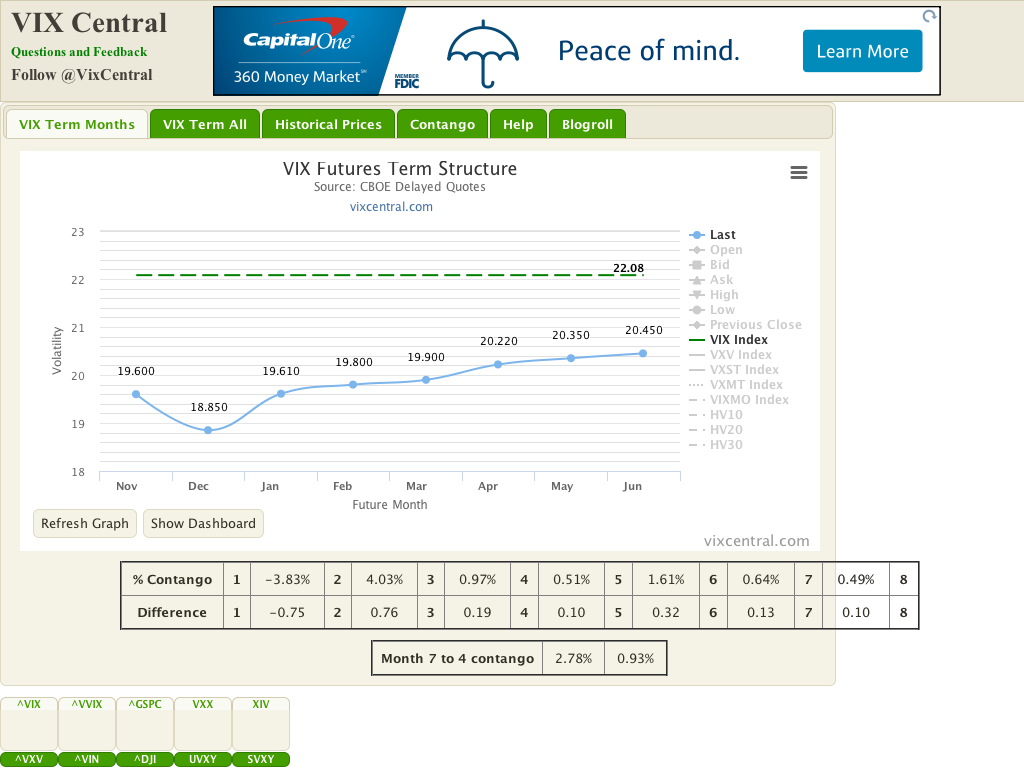 VIX Central
Questions and Feedback
Follow @VixCentral
Capital One®
360 Money Market℠
MEMBER
FDIC
Peace of mind.
Learn More
VIX Term Months
VIX Term All
Historical Prices
Contango
Help
Blogroll
VIX Futures Term Structure
Source: CBOE Delayed Quotes
vixcentral.com
Volatility
23
22
21
20
19
18
22.08
19.600
18.850
19.610
19.800
19.900
20.220
20.350
20.450
Nov Dec Jan Feb Mar Apr May Jun
Future Month
Last
Open
Bid
Ask
High
Low
Previous Close
VIX Index
VXV Index
VXST Index
VXMT Index
VIXMO Index
HV10
HV20
HV30
Refresh Graph
Show Dashboard
vixcentral.com
% Contango 1 -3.83% 2 4.03% 3 0.97% 4 0.51% 5 1.61% 6 0.64% 7 0.49% 8
Difference 1 -0.75 2 0.76 3 0.19 4 0.10 5 0.32 6 0.13 7 0.10 8
Month 7 to 4 contango 2.78% 0.93%
^VIX ^VVIX ^GSPC VXX XIV
^VXV ^VIN ^DJI UVXY SVXY